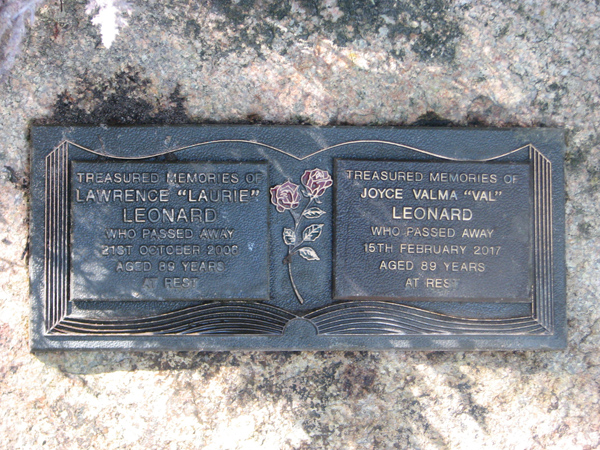 TREASURED MEMORIES OF
LAWRENCE “LAURIE”
LEONARD
WHO PASSED AWAY
21ST OCTOBER 2008
AGED 89 YEARS
AT REST
TREASURED MEMORIES OF
JOYCE VALMA “VAL”
LEONARD
WHO PASSED AWAY
15TH FEBRUARY 2017
AGED 89 YEARS
AT REST